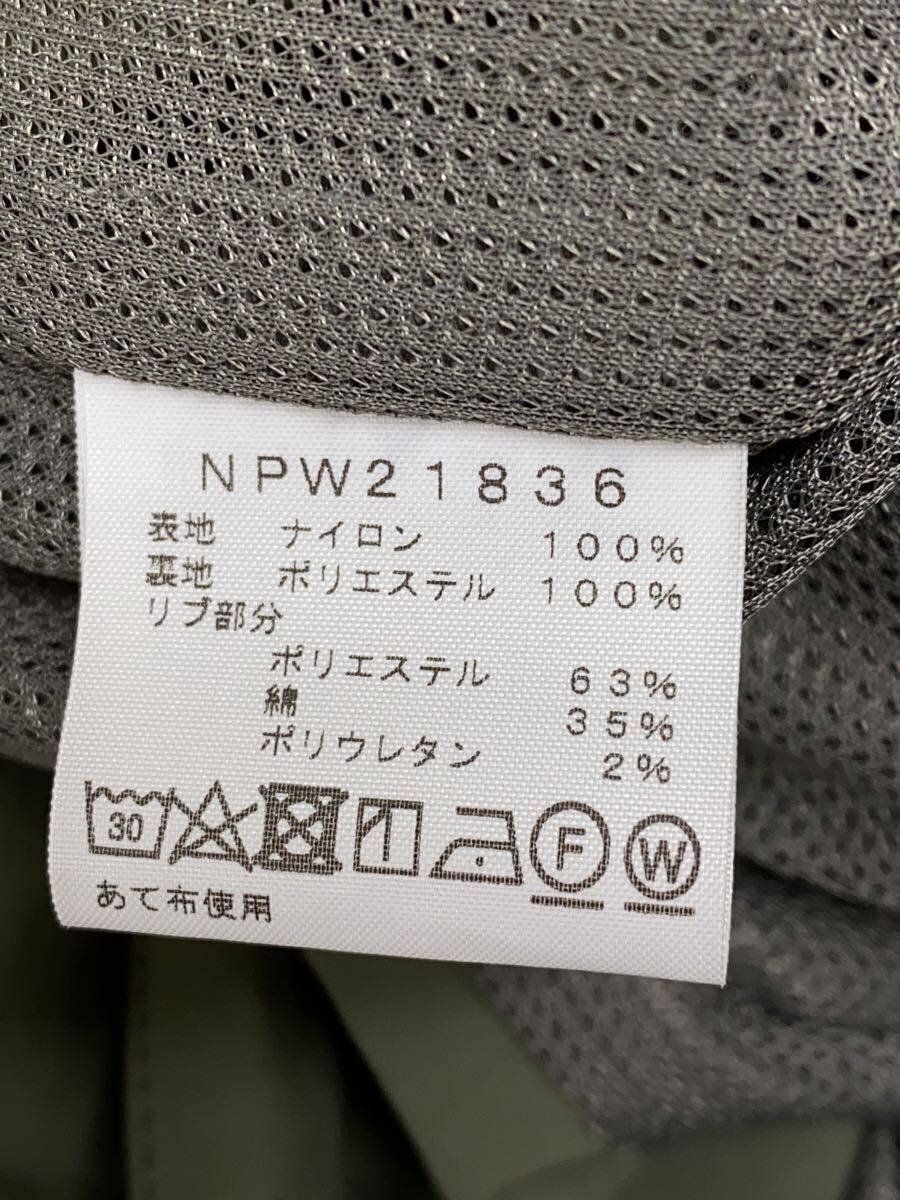 NPW21836
表地 ナイロン 100%
裏地 ポリエステル 100%
リブ部分
ポリエステル 63%
綿 35%
ポリウレタン 2%
30 F W
あて布使用